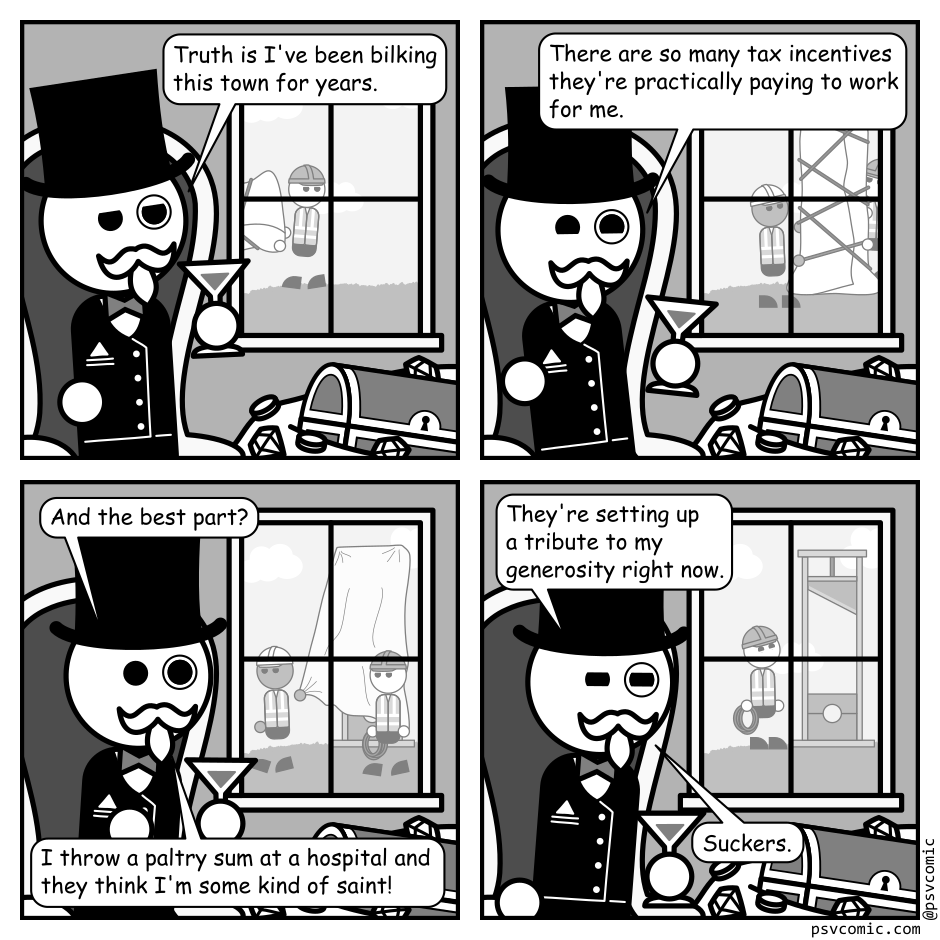 Truth is I've been bilking
this town for years.
There are so many tax incentives
they're practically paying to work
for me.
And the best part?
I throw a paltry sum at a hospital and
they think I'm some kind of saint!
They're setting up
a tribute to my
generosity right now.
Suckers.
@psvcomic
psvcomic.com